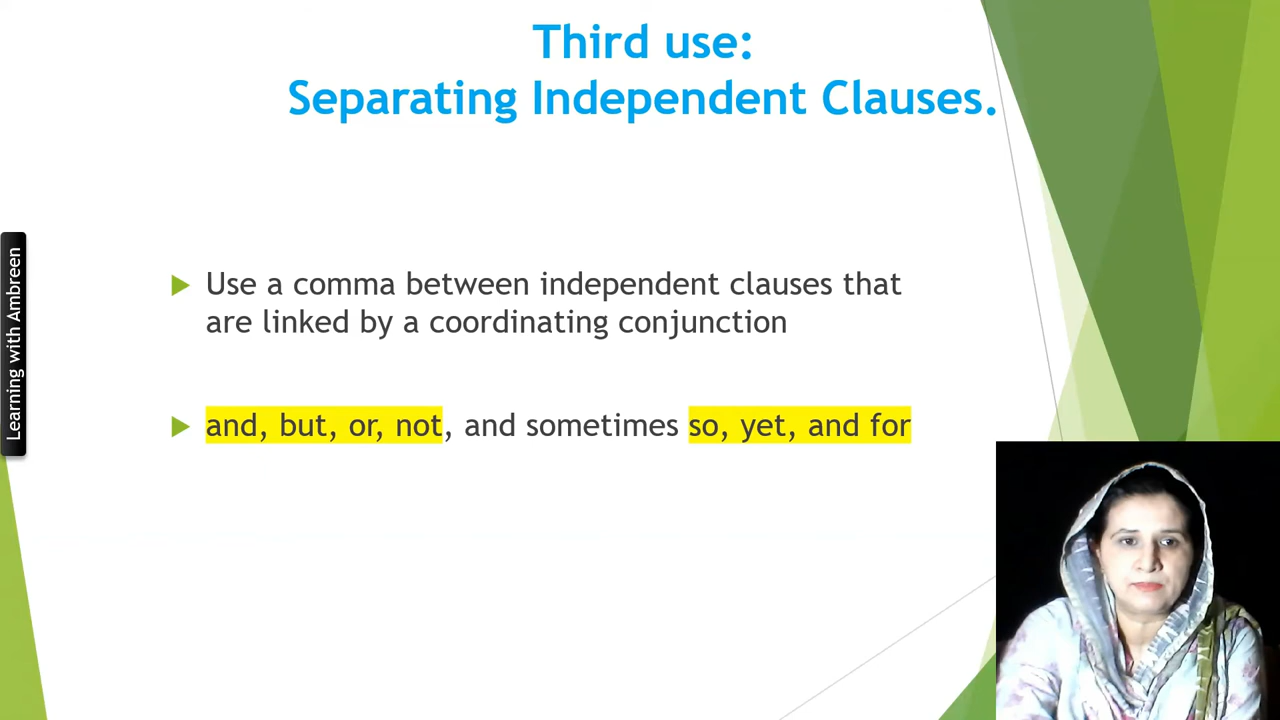 Third use:
Separating Independent Clauses.
Use a comma between independent clauses that
are linked by a coordinating conjunction
and, but, or, not, and sometimes so, yet, and for
Learning with Ambreen